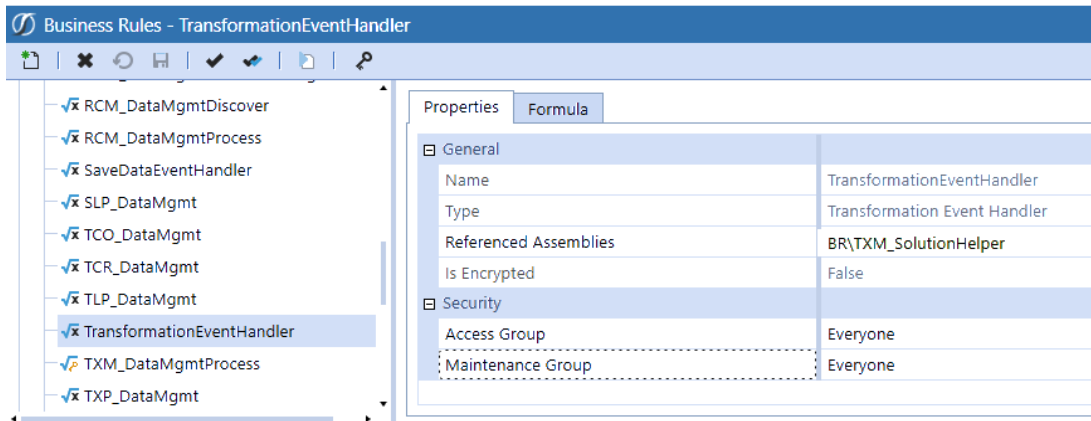 Business Rules - TransformationEventHandler
RCM_DataMgmtDiscover
RCM_DataMgmtProcess
SaveDataEventHandler
SLP_DataMgmt
TCO_DataMgmt
TCR_DataMgmt
TLP_DataMgmt
TransformationEventHandler
TXM_DataMgmtProcess
TXP_DataMgmt
Properties Formula
General
Name TransformationEventHandler
Type Transformation Event Handler
Referenced Assemblies BR\TXM_SolutionHelper
Is Encrypted False
Security
Access Group Everyone
Maintenance Group Everyone